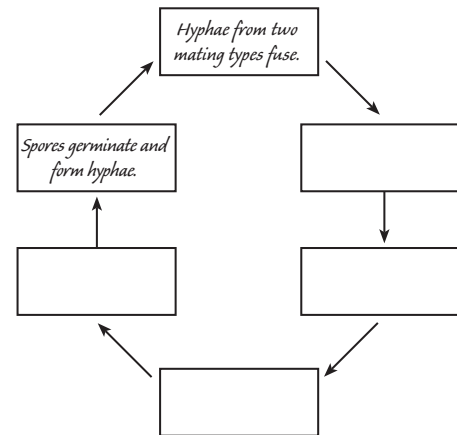 Hyphae from two
mating types fuse.
Spores germinate and
form hyphae.